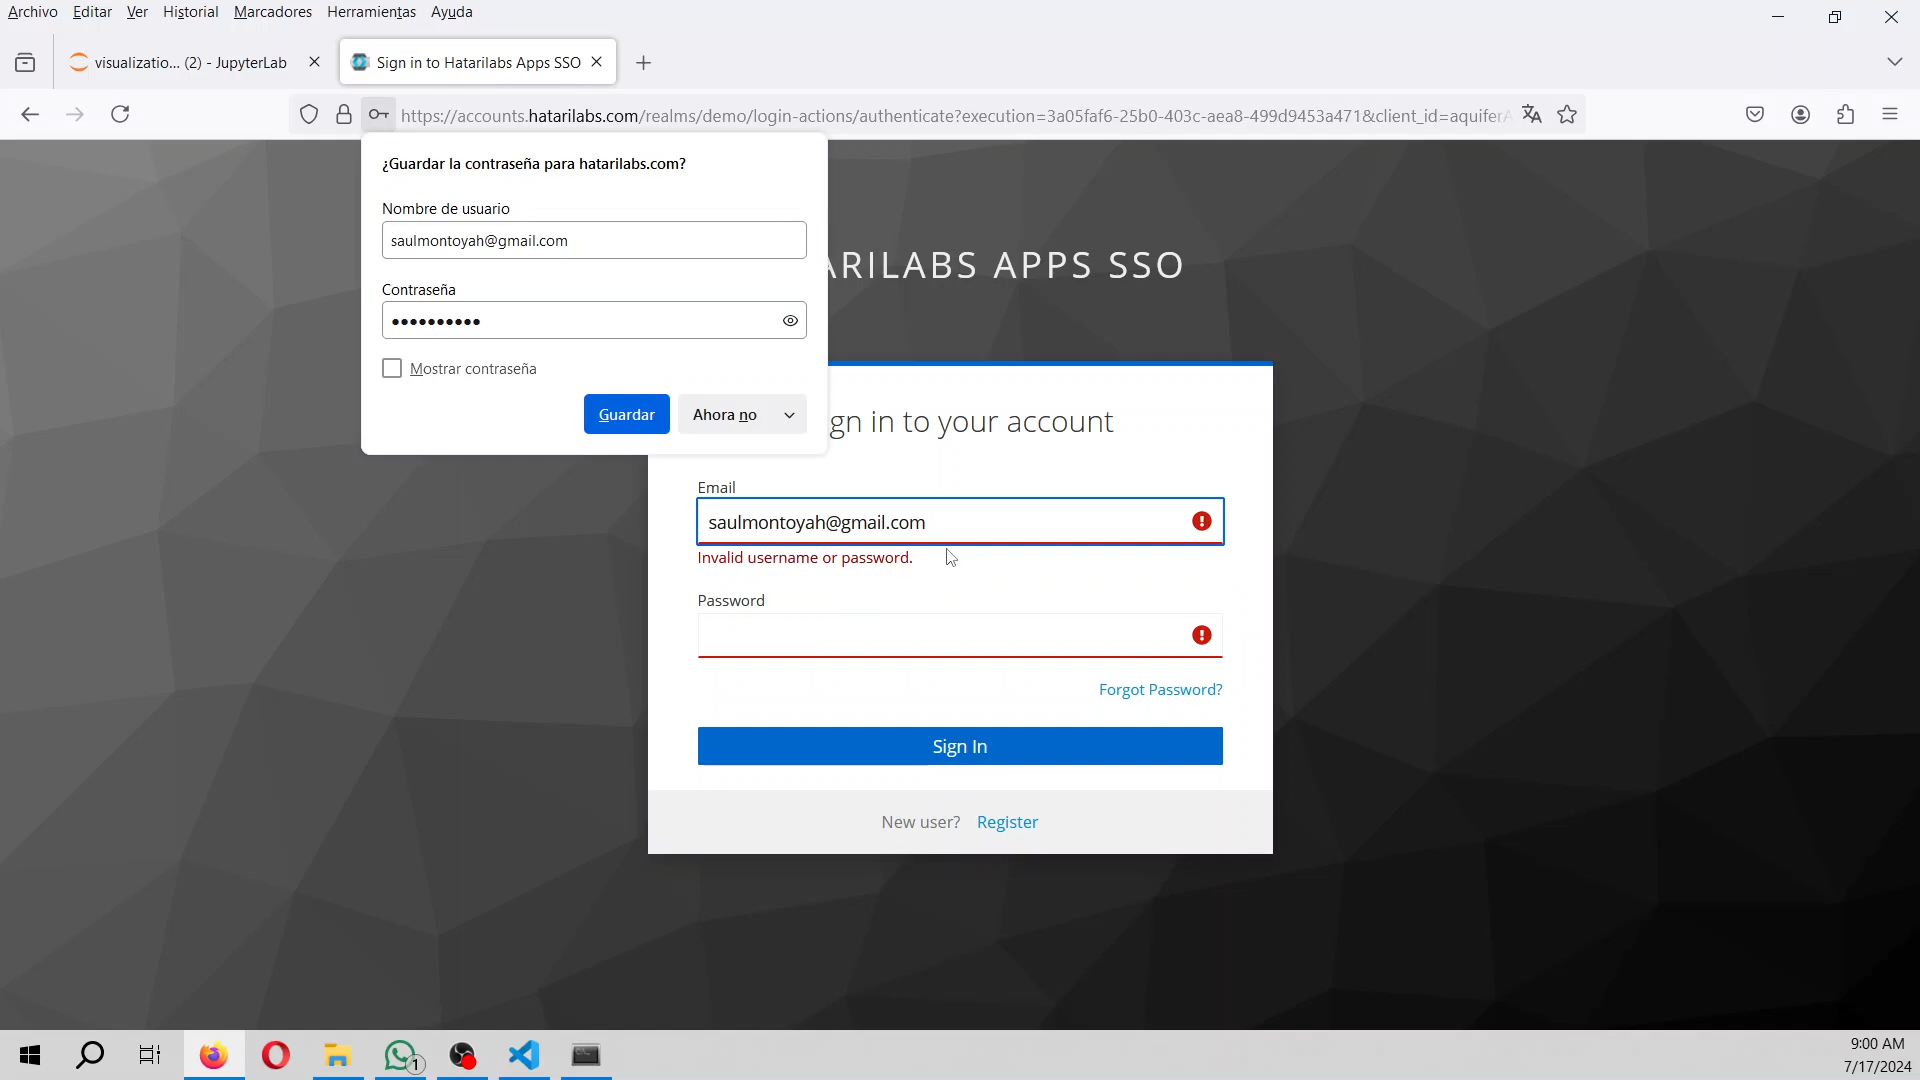 Archivo Editar Ver Historial Marcadores Herramientas Ayuda
visualizatio... (2) - JupyterLab
Sign in to Hatarilabs Apps SSO
https://accounts.hatarilabs.com/realms/demo/login-actions/authenticate?execution=3a05faf6-25b0-403c-aea8-499d9453a471&client_id=aquiferA
¿Guardar la contraseña para hatarilabs.com?
Nombre de usuario
saulmontoyah@gmail.com
Contraseña
Mostrar contraseña
Guardar Ahora no
ARILABS APPS SSO
gn in to your account
Email
saulmontoyah@gmail.com
Invalid username or password.
Password
Forgot Password?
Sign In
New user? Register
1
9:00 AM
7/17/2024